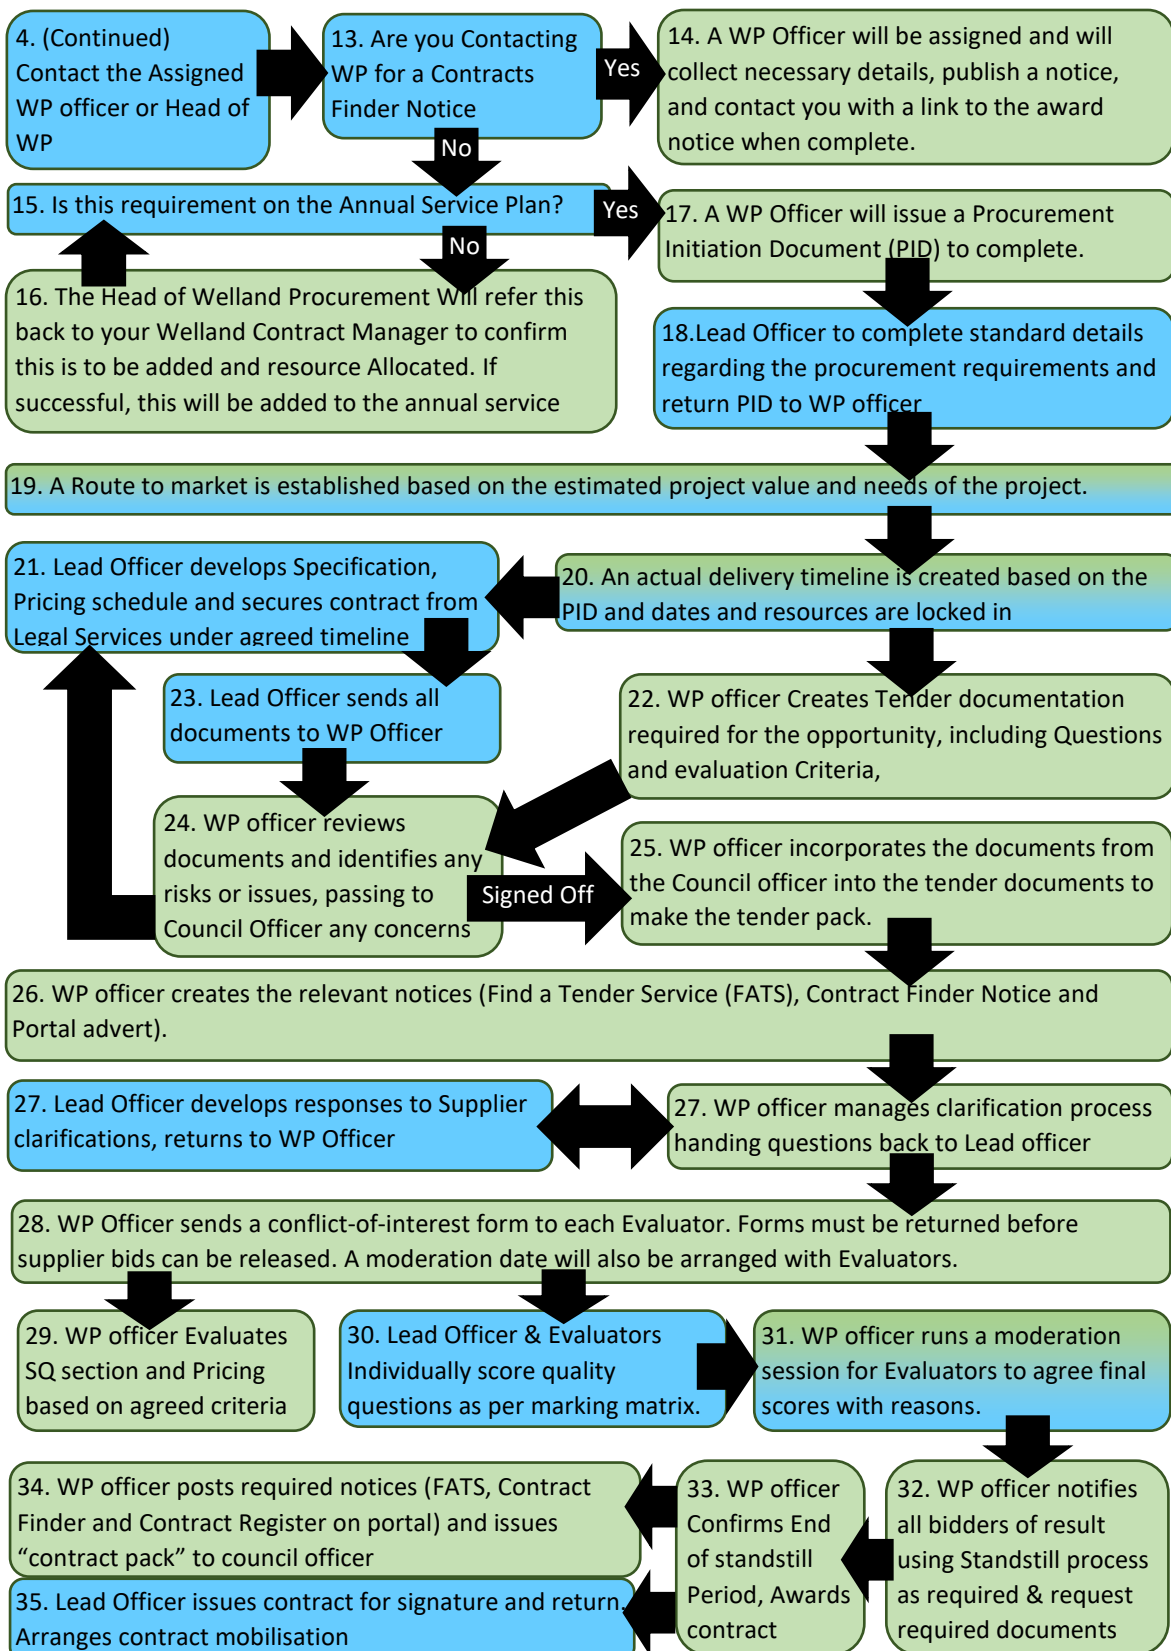 4. (Continued)
Contact the Assigned
WP officer or Head of
WP
13. Are you Contacting
WP for a Contracts
Finder Notice
Yes
14. A WP Officer will be assigned and will
collect necessary details, publish a notice,
and contact you with a link to the award
notice when complete.
No
15. Is this requirement on the Annual Service Plan?
Yes
17. A WP Officer will issue a Procurement
Initiation Document (PID) to complete.
No
16. The Head of Welland Procurement Will refer this
back to your Welland Contract Manager to confirm
this is to be added and resource Allocated. If
successful, this will be added to the annual service
18.Lead Officer to complete standard details
regarding the procurement requirements and
return PID to WP officer
19. A Route to market is established based on the estimated project value and needs of the project.
21. Lead Officer develops Specification,
Pricing schedule and secures contract from
Legal Services under agreed timeline
20. An actual delivery timeline is created based on the
PID and dates and resources are locked in
23. Lead Officer sends all
documents to WP Officer
22. WP officer Creates Tender documentation
required for the opportunity, including Questions
and evaluation Criteria,
24. WP officer reviews
documents and identifies any
risks or issues, passing to
Council Officer any concerns
Signed Off
25. WP officer incorporates the documents from
the Council officer into the tender documents to
make the tender pack.
26. WP officer creates the relevant notices (Find a Tender Service (FATS), Contract Finder Notice and
Portal advert).
27. Lead Officer develops responses to Supplier
clarifications, returns to WP Officer
27. WP officer manages clarification process
handing questions back to Lead officer
28. WP Officer sends a conflict-of-interest form to each Evaluator. Forms must be returned before
supplier bids can be released. A moderation date will also be arranged with Evaluators.
29. WP officer Evaluates
SQ section and Pricing
based on agreed criteria
30. Lead Officer & Evaluators
Individually score quality
questions as per marking matrix.
31. WP officer runs a moderation
session for Evaluators to agree final
scores with reasons.
34. WP officer posts required notices (FATS, Contract
Finder and Contract Register on portal) and issues
“contract pack” to council officer
33. WP officer
Confirms End
of standstill
Period, Awards
contract
32. WP officer notifies
all bidders of result
using Standstill process
as required & request
required documents
35. Lead Officer issues contract for signature and return.
Arranges contract mobilisation